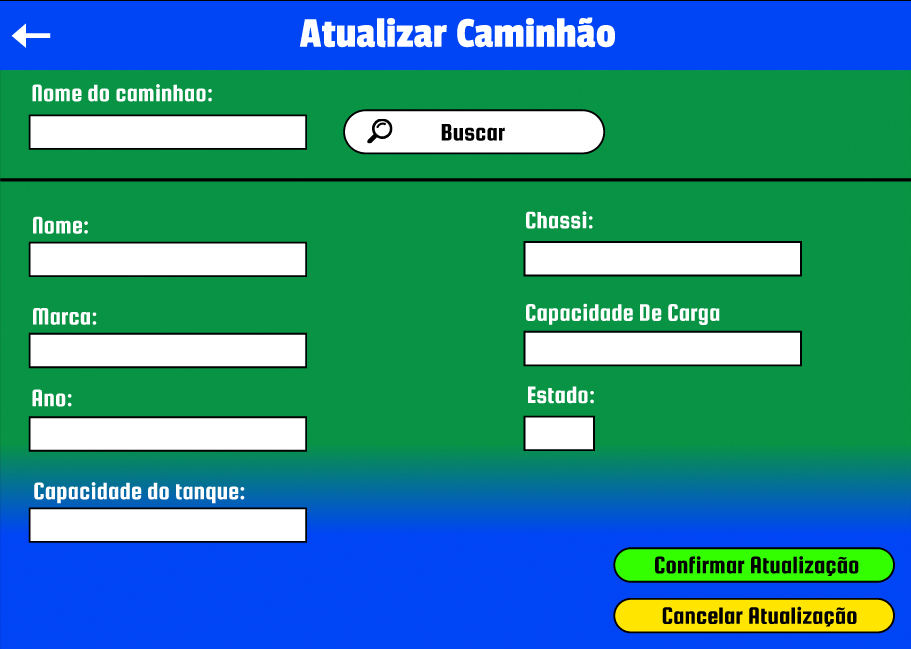 Atualizar Caminhão
Nome do caminhao:
Buscar
Nome:
Chassi:
Marca:
Capacidade De Carga
Ano:
Estado:
Capacidade do tanque:
Confirmar Atualização
Cancelar Atualização